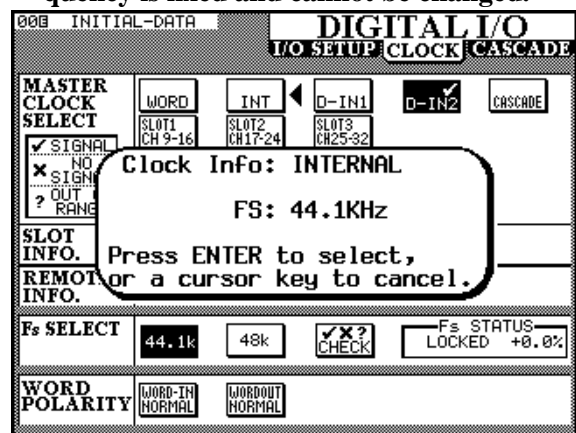 quency is fixed and cannot be changed.
00B INITIAL-DATA
DIGITAL I/O
I/O SETUP CLOCK CASCADE
MASTER CLOCK SELECT
WORD INT D-IN1 D-IN2 CASCADE
SLOT1 CH 9-16 SLOT2 CH17-24 SLOT3 CH25-32
✓ SIGNAL
× NO SIGN
? OUT RANGE
Clock Info: INTERNAL
FS: 44.1KHz
Press ENTER to select,
or a cursor key to cancel.
SLOT INFO.
REMOT INFO.
Fs SELECT
44.1k 48k ✓×? CHECK
Fs STATUS
LOCKED +0.0%
WORD POLARITY
WORD-IN NORMAL WORDOUT NORMAL